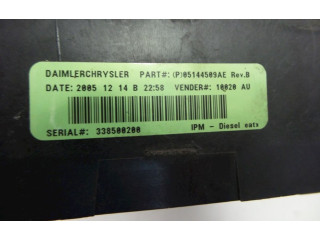 DAIMLERCHRYSLER PART#: (P)05144509AE Rev.B
DATE: 2005 12 14 B 22:58 VENDER#: 10020 AU
SERIAL#: 338500200 IPM - Diesel eats